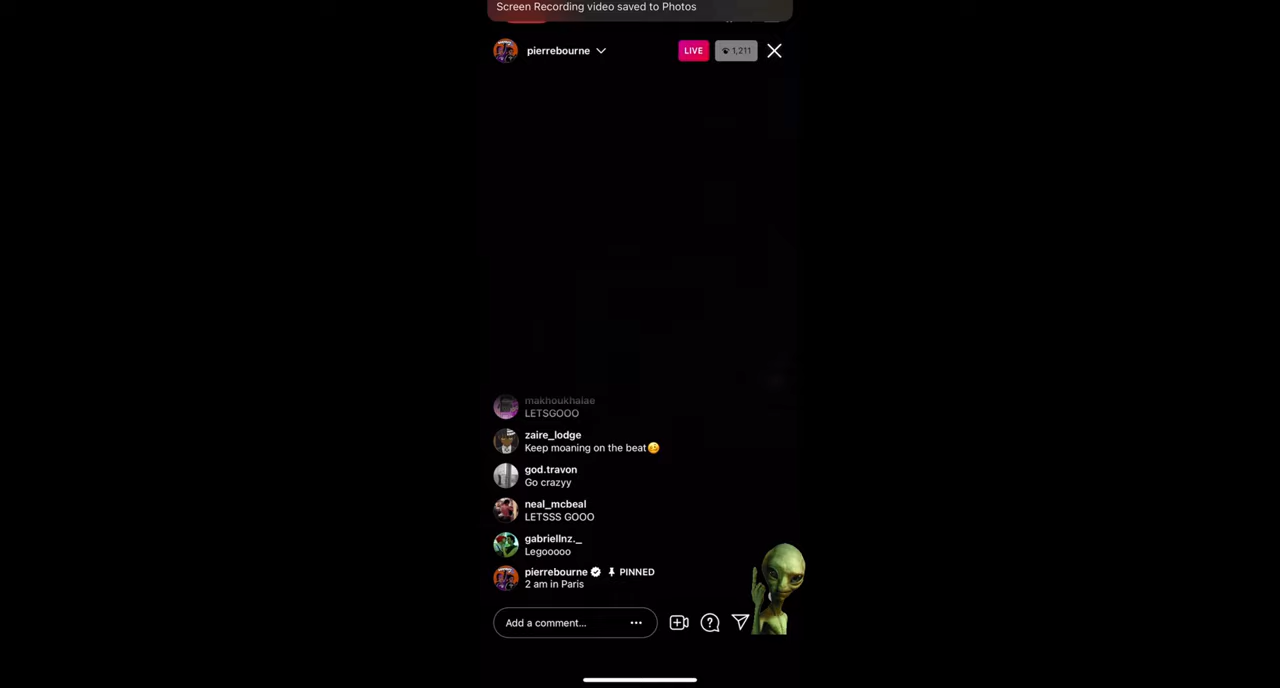 Screen Recording video saved to Photos
pierrebourne
LIVE
1,211
makhoukhalae
LETSGOOO
zaire_lodge
Keep moaning on the beat🥴
god.travon
Go crazyy
neal_mcbeal
LETSSS GOOO
gabriellnz._
Legooooo
pierrebourne PINNED
2 am in Paris
Add a comment...